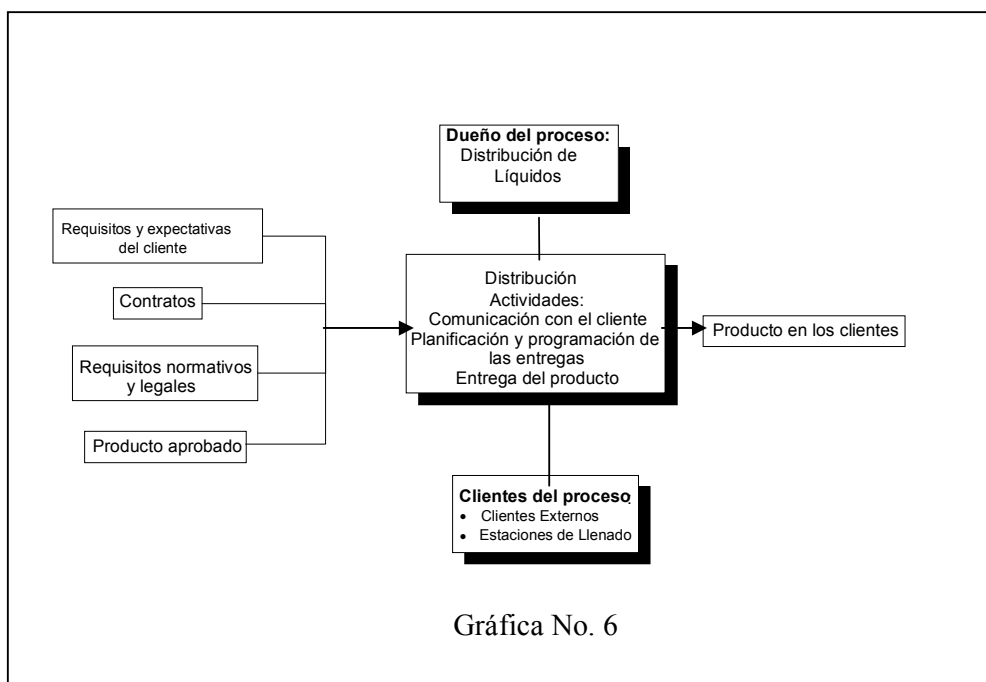 Dueño del proceso:
Distribución de
Líquidos
Requisitos y expectativas
del cliente
Contratos
Requisitos normativos
y legales
Producto aprobado
Distribución
Actividades:
Comunicación con el cliente
Planificación y programación de
las entregas
Entrega del producto
Producto en los clientes
Clientes del proceso:
• Clientes Externos
• Estaciones de Llenado
Gráfica No. 6